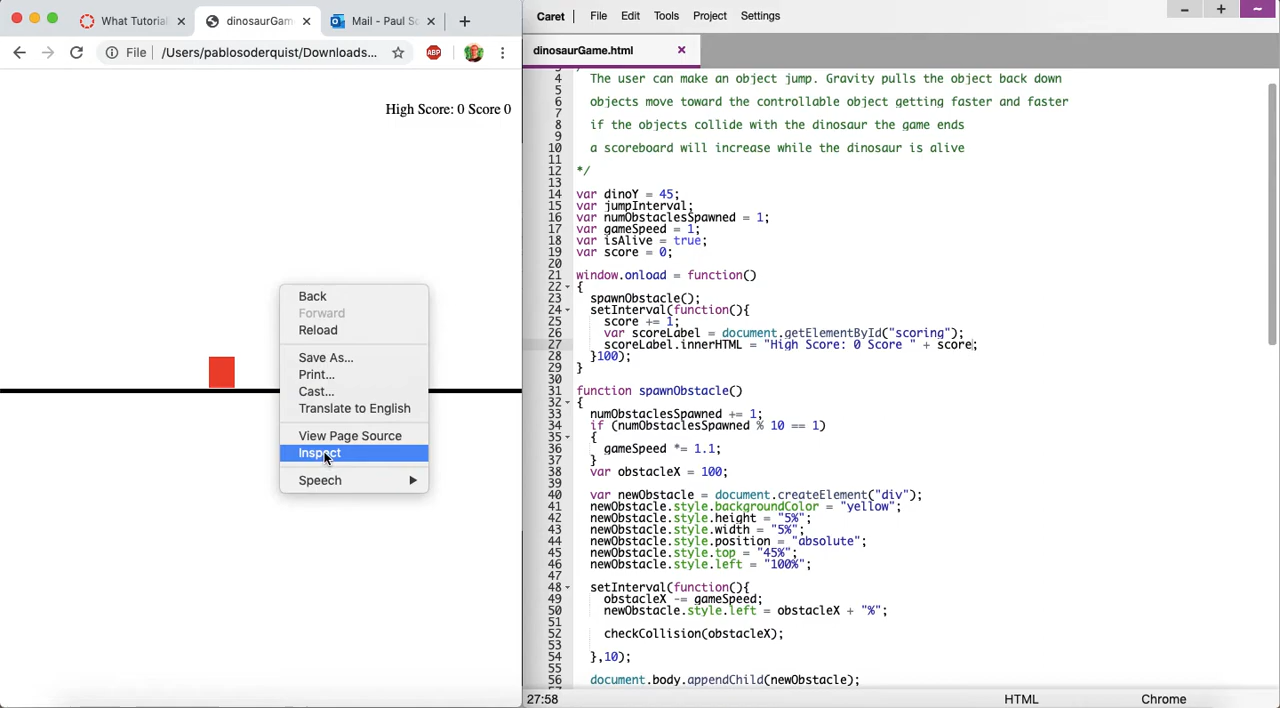 What Tutorial
dinosaurGam
Mail - Paul So
Caret
File Edit Tools Project Settings
File /Users/pablosoderquist/Downloads... ABP
dinosaurGame.html
High Score: 0 Score 0
Back
Forward
Reload
Save As...
Print...
Cast...
Translate to English
View Page Source
Inspect
Speech
4 The user can make an object jump. Gravity pulls the object back down
5
6 objects move toward the controllable object getting faster and faster
7
8 if the objects collide with the dinosaur the game ends
9
10 a scoreboard will increase while the dinosaur is alive
11
12 */
13
14 var dinoY = 45;
15 var jumpInterval;
16 var numObstaclesSpawned = 1;
17 var gameSpeed = 1;
18 var isAlive = true;
19 var score = 0;
20
21 window.onload = function()
22 {
23 spawnObstacle();
24 setInterval(function(){
25 score += 1;
26 var scoreLabel = document.getElementById("scoring");
27 scoreLabel.innerHTML = "High Score: 0 Score " + score;
28 }100);
29 }
30
31 function spawnObstacle()
32 {
33 numObstaclesSpawned += 1;
34 if (numObstaclesSpawned % 10 == 1)
35 {
36 gameSpeed *= 1.1;
37 }
38 var obstacleX = 100;
39
40 var newObstacle = document.createElement("div");
41 newObstacle.style.backgroundColor = "yellow";
42 newObstacle.style.height = "5%";
43 newObstacle.style.width = "5%";
44 newObstacle.style.position = "absolute";
45 newObstacle.style.top = "45%";
46 newObstacle.style.left = "100%";
47
48 setInterval(function(){
49 obstacleX -= gameSpeed;
50 newObstacle.style.left = obstacleX + "%";
51
52 checkCollision(obstacleX);
53
54 },10);
55
56 document.body.appendChild(newObstacle);
27:58 HTML Chrome